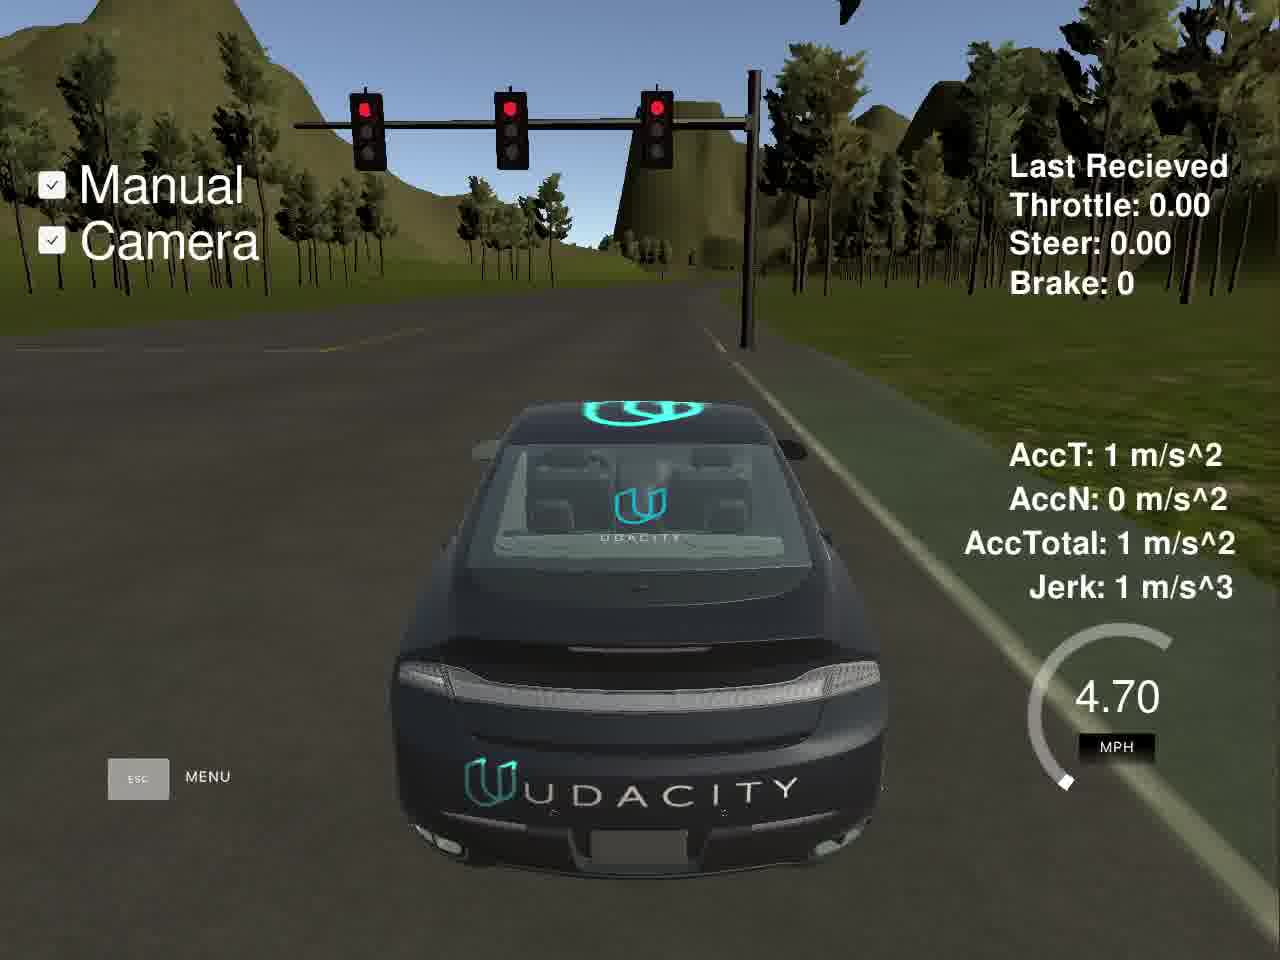 Manual
Camera
Last Recieved
Throttle: 0.00
Steer: 0.00
Brake: 0
UDACITY
AccT: 1 m/s^2
AccN: 0 m/s^2
AccTotal: 1 m/s^2
Jerk: 1 m/s^3
4.70
MPH
ESC
MENU
UDACITY